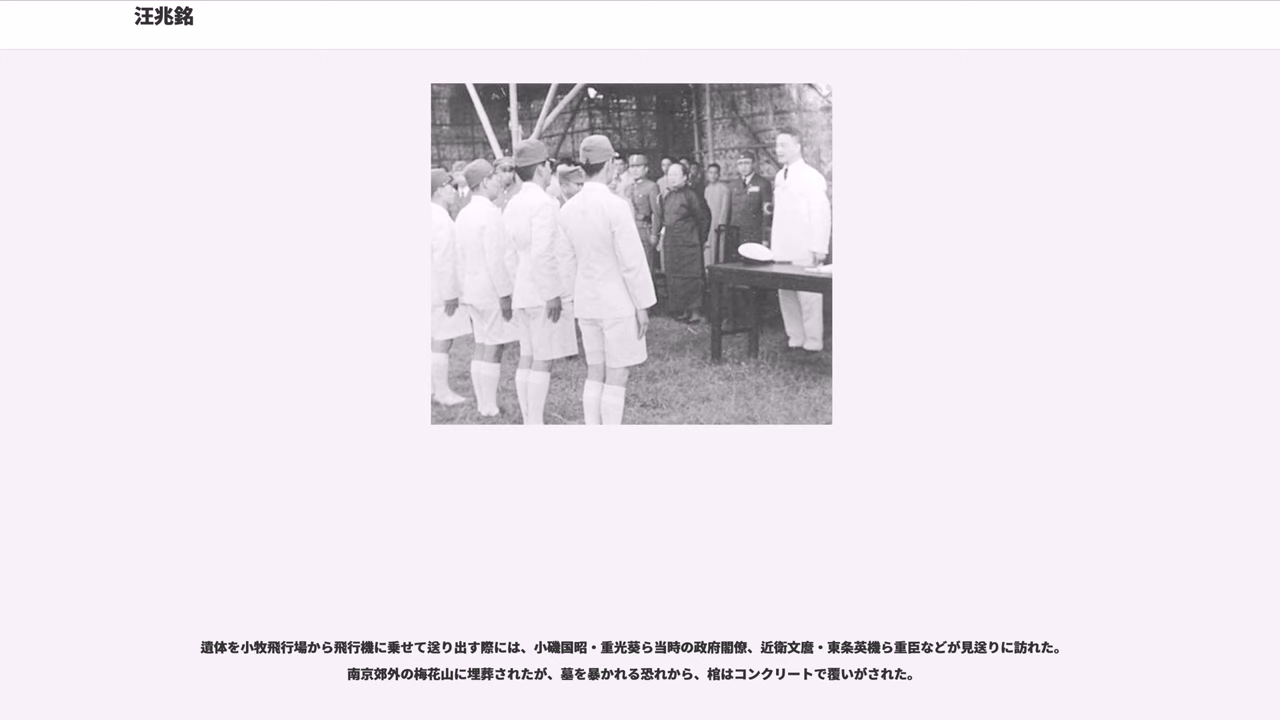 汪兆銘
遺体を小牧飛行場から飛行機に乗せて送り出す際には、小磯国昭・重光葵ら当時の政府閣僚、近衛文麿・東条英機ら重臣などが見送りに訪れた。
南京郊外の梅花山に埋葬されたが、墓を暴かれる恐れから、棺はコンクリートで覆いがされた。